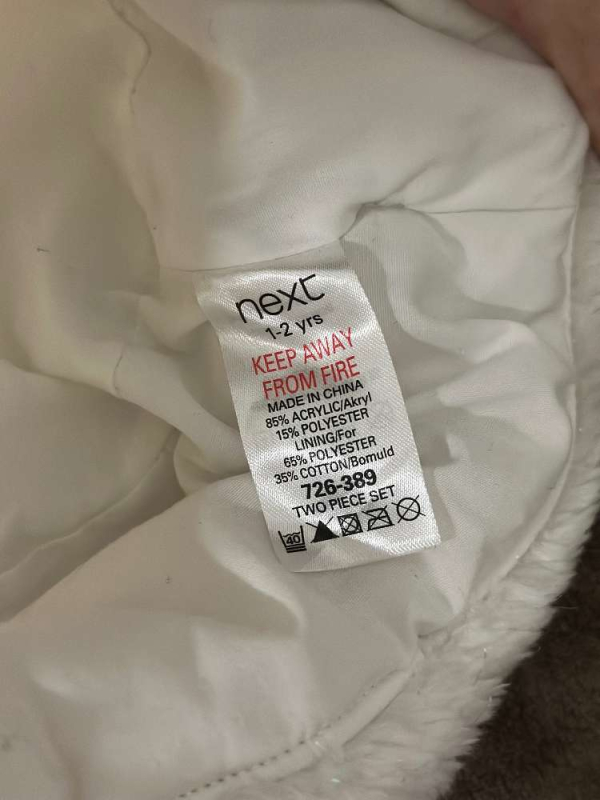 next
1-2 yrs
KEEP AWAY
FROM FIRE
MADE IN CHINA
85% ACRYLIC/Akryl
15% POLYESTER
LINING/For
65% POLYESTER
35% COTTON/Bomuld
726-389
TWO PIECE SET
40